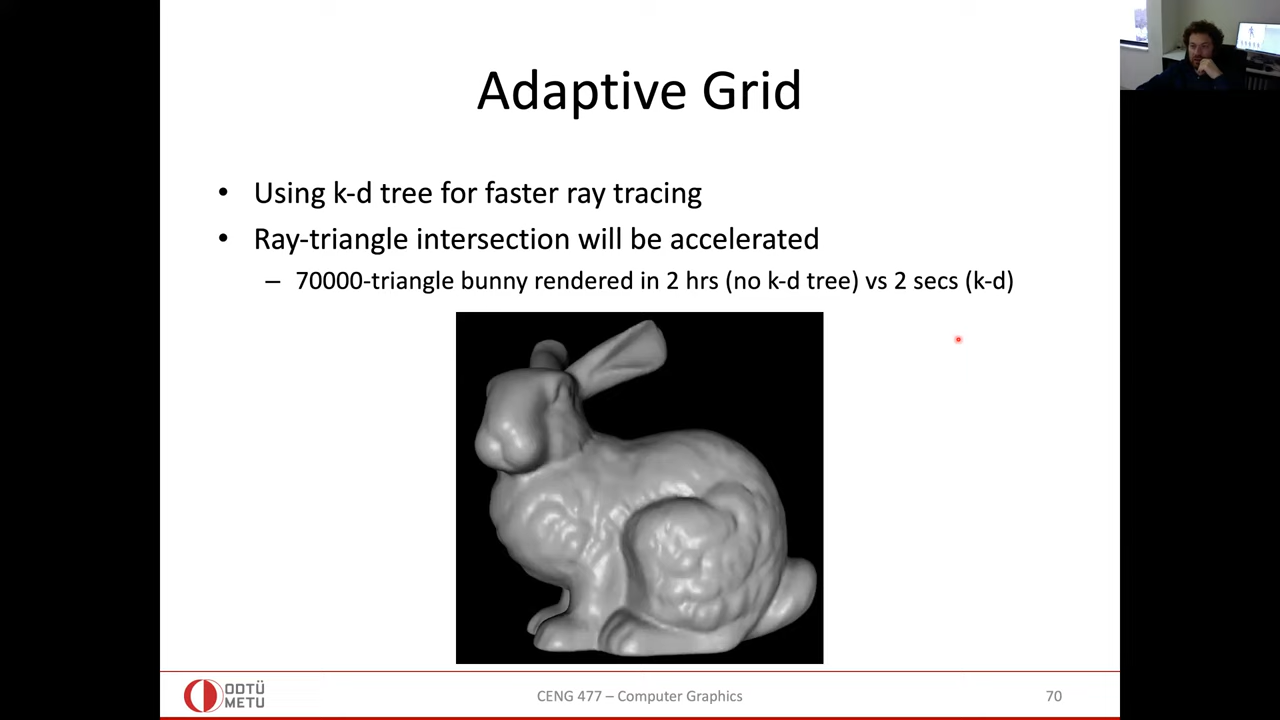 Adaptive Grid
• Using k-d tree for faster ray tracing
• Ray-triangle intersection will be accelerated
– 70000-triangle bunny rendered in 2 hrs (no k-d tree) vs 2 secs (k-d)
ODTÜ
METU
CENG 477 – Computer Graphics
70